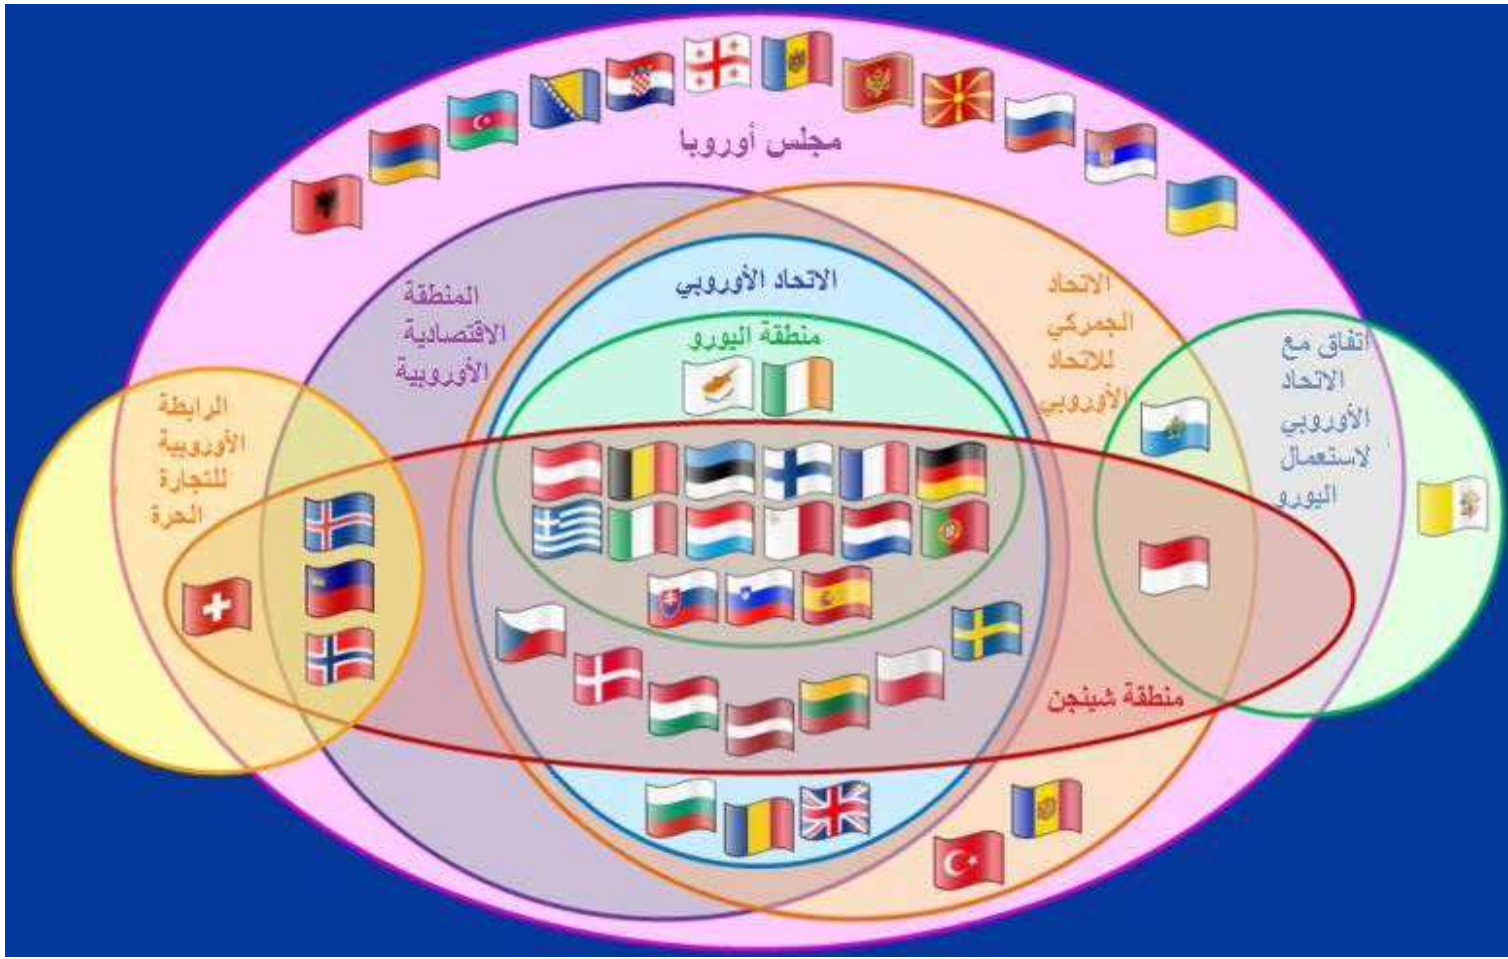 مجلس أوروبا
الاتحاد الأوروبي
منطقة اليورو
المنطقة
الاقتصادية
الأوروبية
الاتحاد
الجمركي
للاتحاد
الأوروبي
اتفاق مع
الاتحاد
الأوروبي
لاستعمال
اليورو
الرابطة
الأوروبية
للتجارة
الحرة
منطقة شينجن